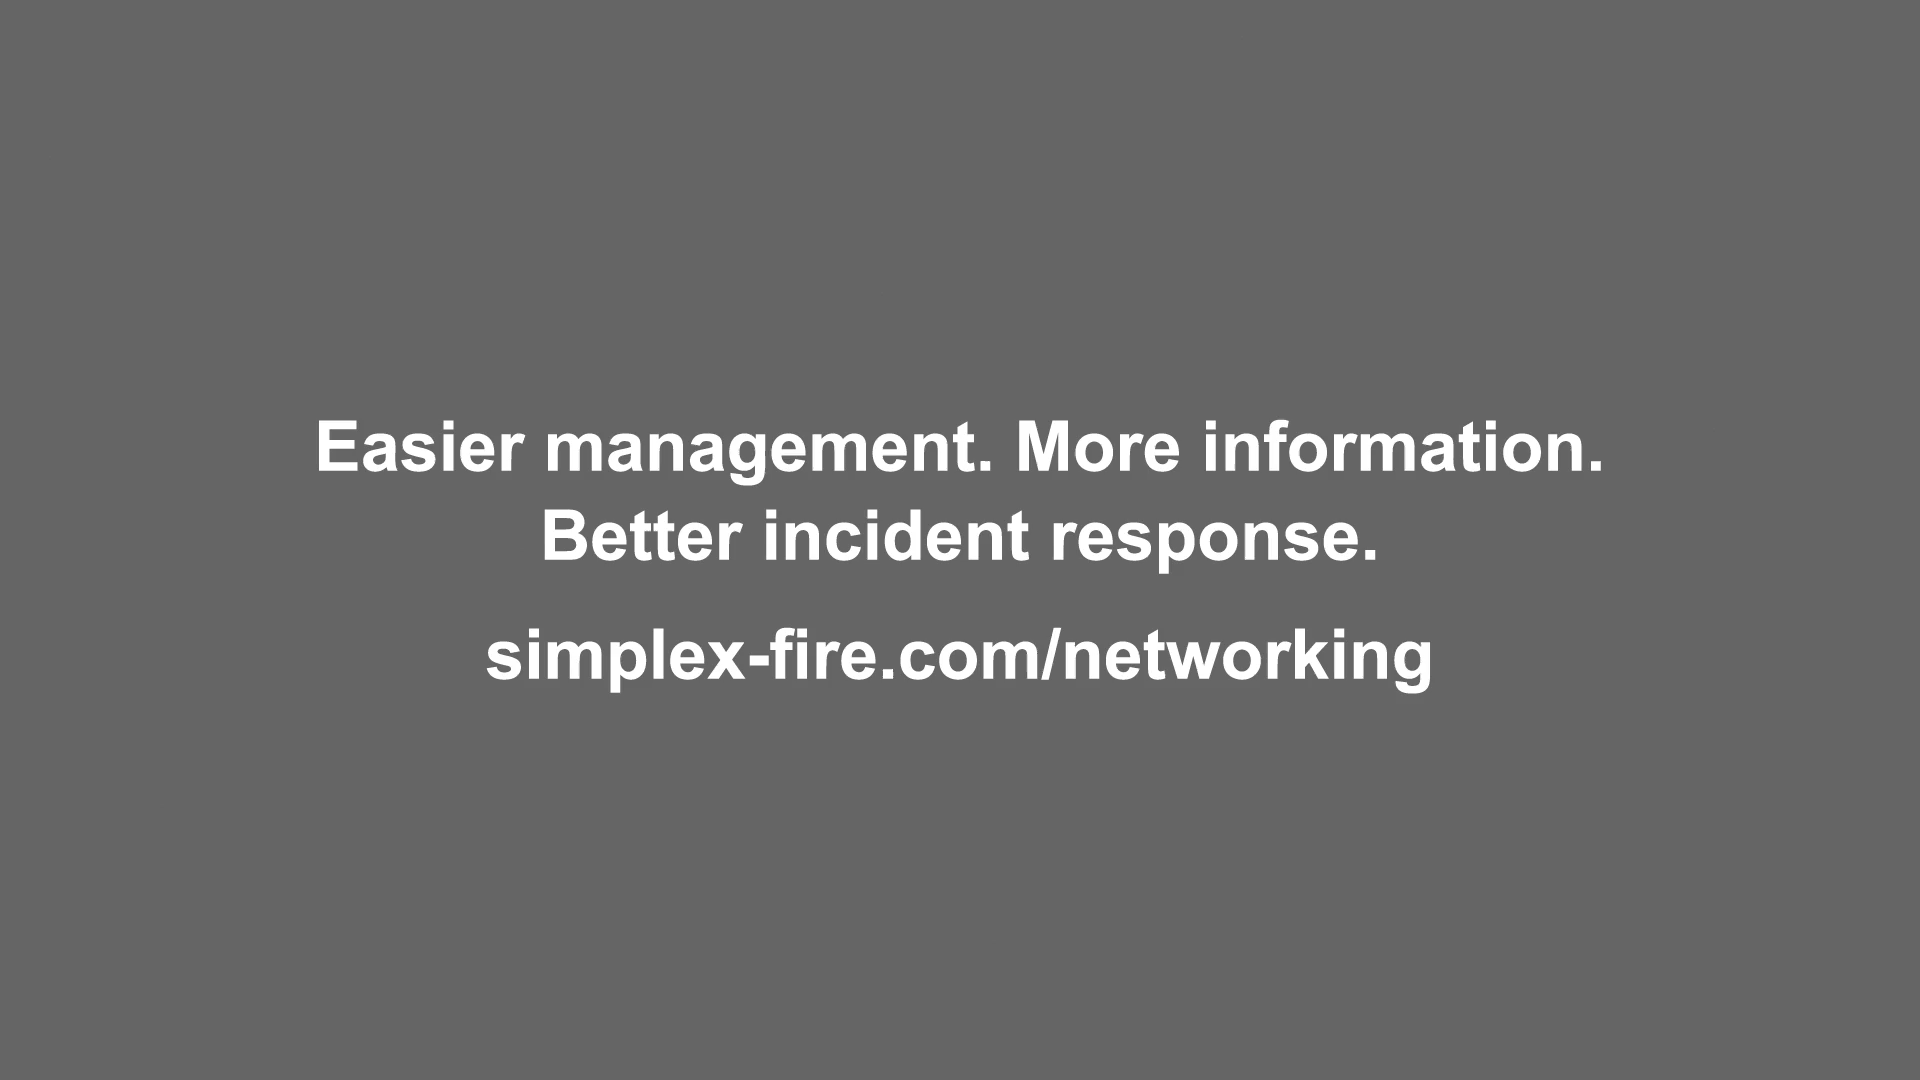 Easier management. More information.
Better incident response.
simplex-fire.com/networking